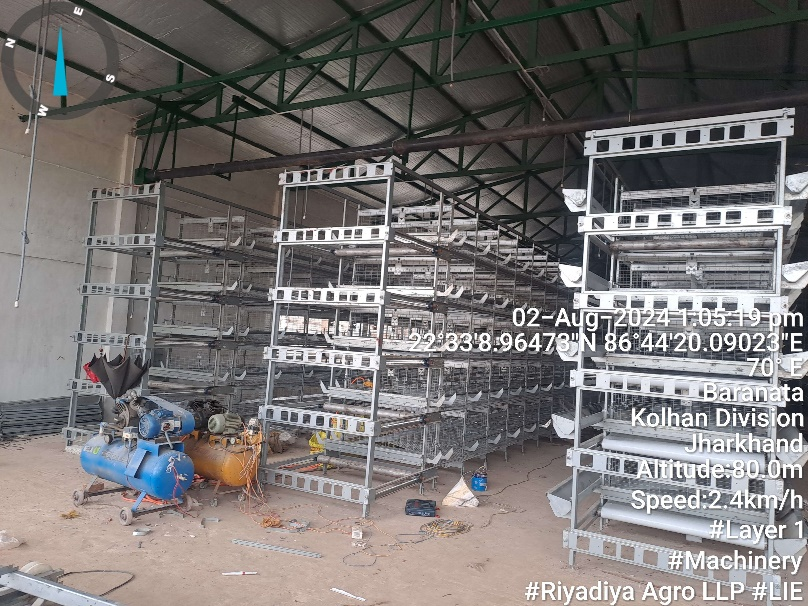 N
E
S
W
02-Aug-2024 1:05:19 pm
22°33'8.96473"N 86°44'20.09023"E
70° E
Baranata
Kolhan Division
Jharkhand
Altitude:80.0m
Speed:2.4km/h
#Layer 1
#Machinery
#Riyadiya Agro LLP #LIE